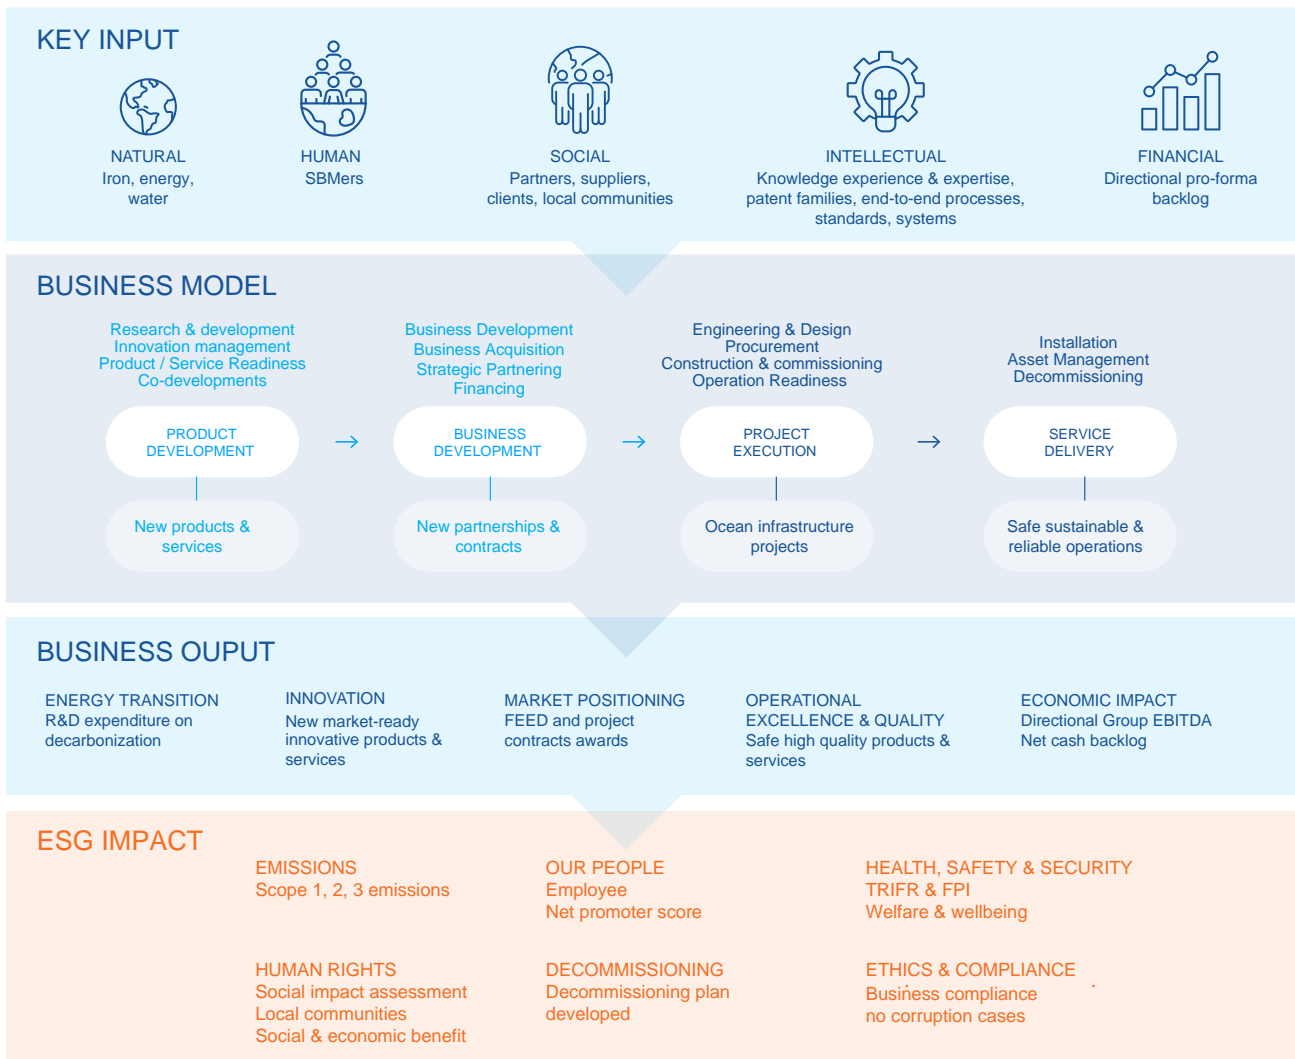 KEY INPUT
NATURAL
Iron, energy,
water
HUMAN
SBMers
SOCIAL
Partners, suppliers,
clients, local communities
INTELLECTUAL
Knowledge experience & expertise,
patent families, end-to-end processes,
standards, systems
FINANCIAL
Directional pro-forma
backlog
BUSINESS MODEL
Research & development
Innovation management
Product / Service Readiness
Co-developments
PRODUCT
DEVELOPMENT
New products &
services
Business Development
Business Acquisition
Strategic Partnering
Financing
BUSINESS
DEVELOPMENT
New partnerships &
contracts
Engineering & Design
Procurement
Construction & commissioning
Operation Readiness
PROJECT
EXECUTION
Ocean infrastructure
projects
Installation
Asset Management
Decommissioning
SERVICE
DELIVERY
Safe sustainable &
reliable operations
BUSINESS OUPUT
ENERGY TRANSITION
R&D expenditure on
decarbonization
INNOVATION
New market-ready
innovative products &
services
MARKET POSITIONING
FEED and project
contracts awards
OPERATIONAL
EXCELLENCE & QUALITY
Safe high quality products &
services
ECONOMIC IMPACT
Directional Group EBITDA
Net cash backlog
ESG IMPACT
EMISSIONS
Scope 1, 2, 3 emissions
OUR PEOPLE
Employee
Net promoter score
HEALTH, SAFETY & SECURITY
TRIFR & FPI
Welfare & wellbeing
HUMAN RIGHTS
Social impact assessment
Local communities
Social & economic benefit
DECOMMISSIONING
Decommissioning plan
developed
ETHICS & COMPLIANCE
Business compliance
no corruption cases